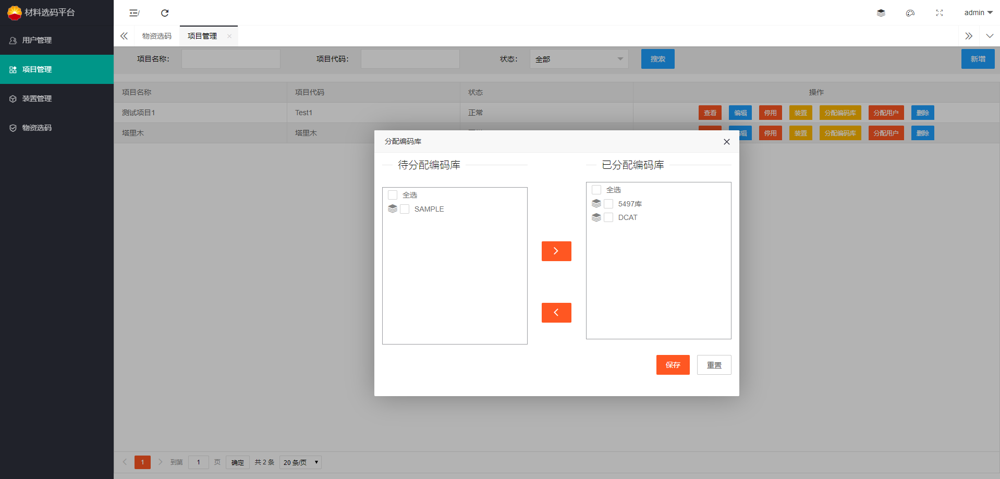 材料选码平台
admin
用户管理
项目管理
装置管理
物资选码
物资选码
项目管理
项目名称：
项目代码：
状态：
全部
搜索
新增
项目名称
项目代码
状态
操作
测试项目1
Test1
正常
查看
编辑
停用
装置
分配编码库
分配用户
删除
塔里木
塔里木
停用
装置
分配编码库
分配用户
删除
分配编码库
待分配编码库
全选
SAMPLE
已分配编码库
全选
5497库
DCAT
保存
重置
1
到第
1
页
确定
共 2 条
20 条/页